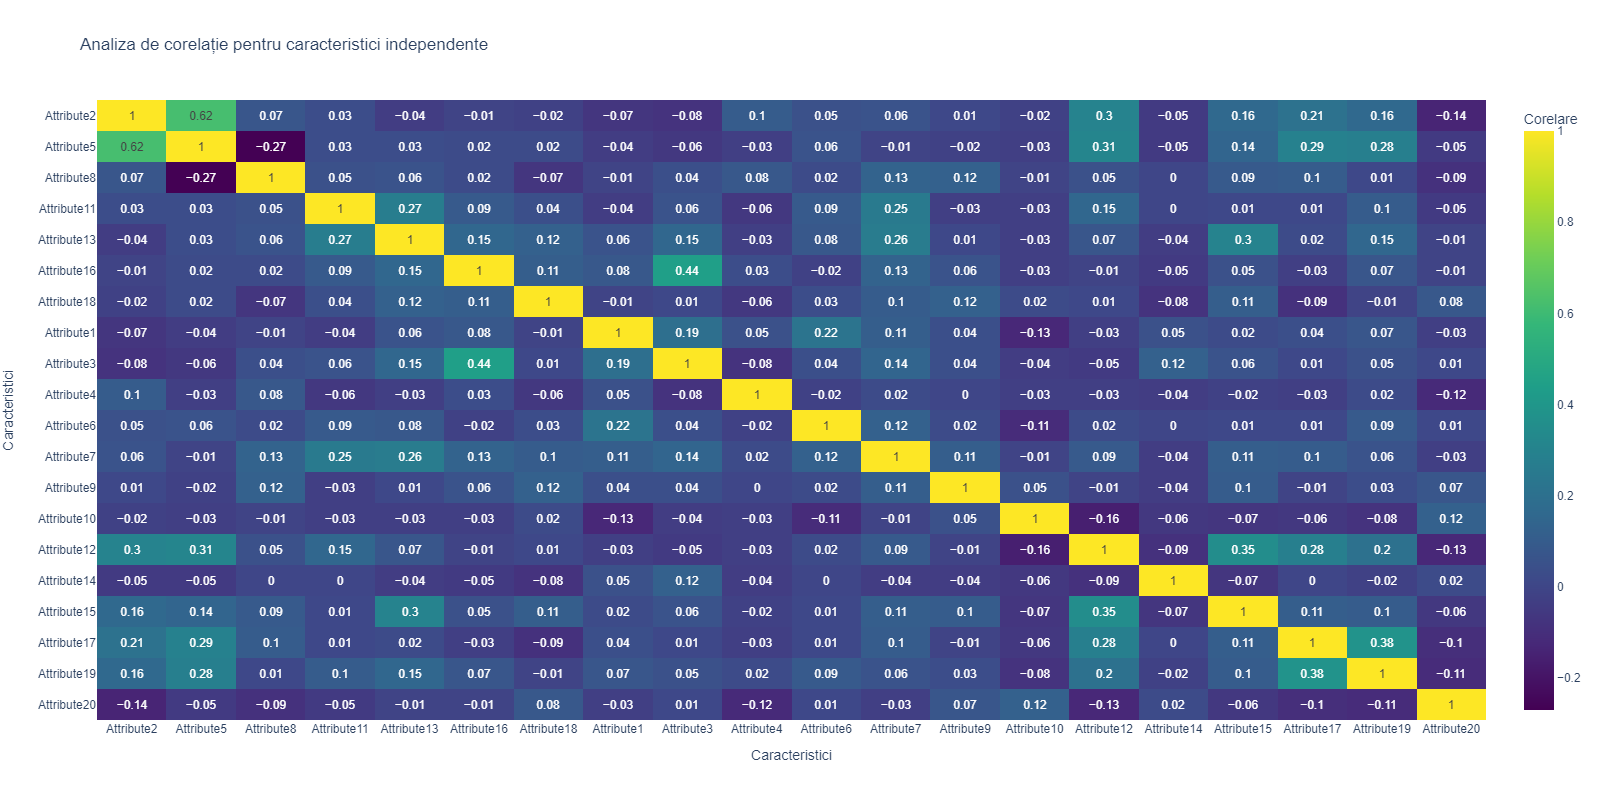 Analiza de corelație pentru caracteristici independente
Corelare
Attribute2 1 0.62 0.07 0.03 −0.04 −0.01 −0.02 −0.07 −0.08 0.1 0.05 0.06 0.01 −0.02 0.3 −0.05 0.16 0.21 0.16 −0.14
Attribute5 0.62 1 −0.27 0.03 0.03 0.02 0.02 −0.04 −0.06 −0.03 0.06 −0.01 −0.02 −0.03 0.31 −0.05 0.14 0.29 0.28 −0.05
Attribute8 0.07 −0.27 1 0.05 0.06 0.02 −0.07 −0.01 0.04 0.08 0.02 0.13 0.12 −0.01 0.05 0 0.09 0.1 0.01 −0.09
Attribute11 0.03 0.03 0.05 1 0.27 0.09 0.04 −0.04 0.06 −0.06 0.09 0.25 −0.03 −0.03 0.15 0 0.01 0.01 0.1 −0.05
Attribute13 −0.04 0.03 0.06 0.27 1 0.15 0.12 0.06 0.15 −0.03 0.08 0.26 0.01 −0.03 0.07 −0.04 0.3 0.02 0.15 −0.01
Attribute16 −0.01 0.02 0.02 0.09 0.15 1 0.11 0.08 0.44 0.03 −0.02 0.13 0.06 −0.03 −0.01 −0.05 0.05 −0.03 0.07 −0.01
Attribute18 −0.02 0.02 −0.07 0.04 0.12 0.11 1 −0.01 0.01 −0.06 0.03 0.1 0.12 0.02 0.01 −0.08 0.11 −0.09 −0.01 0.08
Attribute1 −0.07 −0.04 −0.01 −0.04 0.06 0.08 −0.01 1 0.19 0.05 0.22 0.11 0.04 −0.13 −0.03 0.05 0.02 0.04 0.07 −0.03
Attribute3 −0.08 −0.06 0.04 0.06 0.15 0.44 0.01 0.19 1 −0.08 0.04 0.14 0.04 −0.04 −0.05 0.12 0.06 0.01 0.05 0.01
Attribute4 0.1 −0.03 0.08 −0.06 −0.03 0.03 −0.06 0.05 −0.08 1 −0.02 0.02 0 −0.03 −0.03 −0.04 −0.02 −0.03 0.02 −0.12
Attribute6 0.05 0.06 0.02 0.09 0.08 −0.02 0.03 0.22 0.04 −0.02 1 0.12 0.02 −0.11 0.02 0 0.01 0.01 0.09 0.01
Attribute7 0.06 −0.01 0.13 0.25 0.26 0.13 0.1 0.11 0.14 0.02 0.12 1 0.11 −0.01 0.09 −0.04 0.11 0.1 0.06 −0.03
Attribute9 0.01 −0.02 0.12 −0.03 0.01 0.06 0.12 0.04 0.04 0 0.02 0.11 1 0.05 −0.01 −0.04 0.1 −0.01 0.03 0.07
Attribute10 −0.02 −0.03 −0.01 −0.03 −0.03 −0.03 0.02 −0.13 −0.04 −0.03 −0.11 −0.01 0.05 1 −0.16 −0.06 −0.07 −0.06 −0.08 0.12
Attribute12 0.3 0.31 0.05 0.15 0.07 −0.01 0.01 −0.03 −0.05 −0.03 0.02 0.09 −0.01 −0.16 1 −0.09 0.35 0.28 0.2 −0.13
Attribute14 −0.05 −0.05 0 0 −0.04 −0.05 −0.08 0.05 0.12 −0.04 0 −0.04 −0.04 −0.06 −0.09 1 −0.07 0 −0.02 0.02
Attribute15 0.16 0.14 0.09 0.01 0.3 0.05 0.11 0.02 0.06 −0.02 0.01 0.11 0.1 −0.07 0.35 −0.07 1 0.11 0.1 −0.06
Attribute17 0.21 0.29 0.1 0.01 0.02 −0.03 −0.09 0.04 0.01 −0.03 0.01 0.1 −0.01 −0.06 0.28 0 0.11 1 0.38 −0.1
Attribute19 0.16 0.28 0.01 0.1 0.15 0.07 −0.01 0.07 0.05 0.02 0.09 0.06 0.03 −0.08 0.2 −0.02 0.1 0.38 1 −0.11
Attribute20 −0.14 −0.05 −0.09 −0.05 −0.01 −0.01 0.08 −0.03 0.01 −0.12 0.01 −0.03 0.07 0.12 −0.13 0.02 −0.06 −0.1 −0.11 1
Attribute2 Attribute5 Attribute8 Attribute11 Attribute13 Attribute16 Attribute18 Attribute1 Attribute3 Attribute4 Attribute6 Attribute7 Attribute9 Attribute10 Attribute12 Attribute14 Attribute15 Attribute17 Attribute19 Attribute20
Caracteristici
Caracteristici
1
0.8
0.6
0.4
0.2
0
−0.2